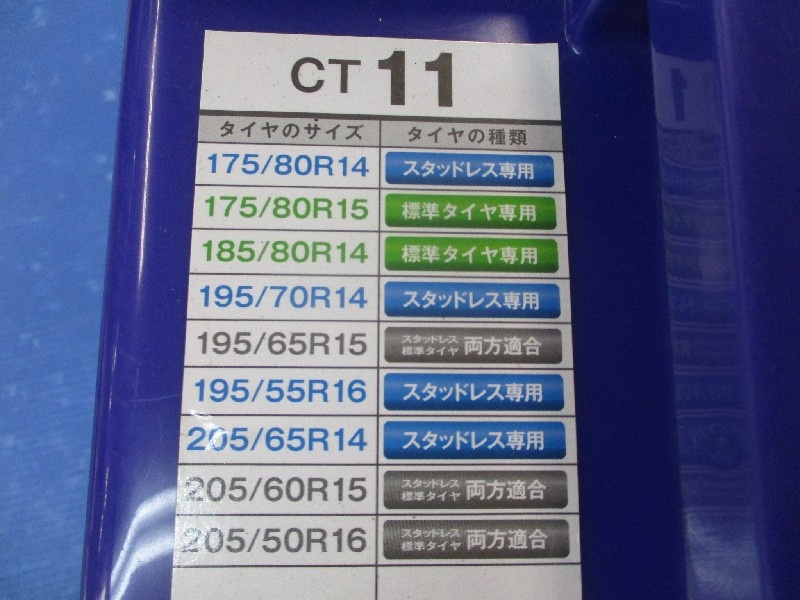 CT 11
タイヤのサイズ タイヤの種類
175/80R14 スタッドレス専用
175/80R15 標準タイヤ専用
185/80R14 標準タイヤ専用
195/70R14 スタッドレス専用
195/65R15 スタッドレス 標準タイヤ 両方適合
195/55R16 スタッドレス専用
205/65R14 スタッドレス専用
205/60R15 スタッドレス 標準タイヤ 両方適合
205/50R16 スタッドレス 標準タイヤ 両方適合